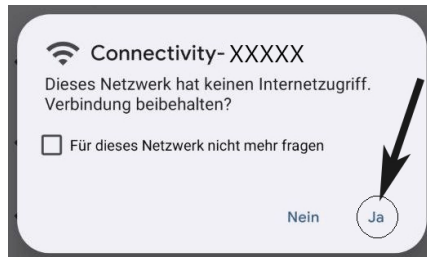 Connectivity-XXXXX
Dieses Netzwerk hat keinen Internetzugriff.
Verbindung beibehalten?
Für dieses Netzwerk nicht mehr fragen
Nein Ja